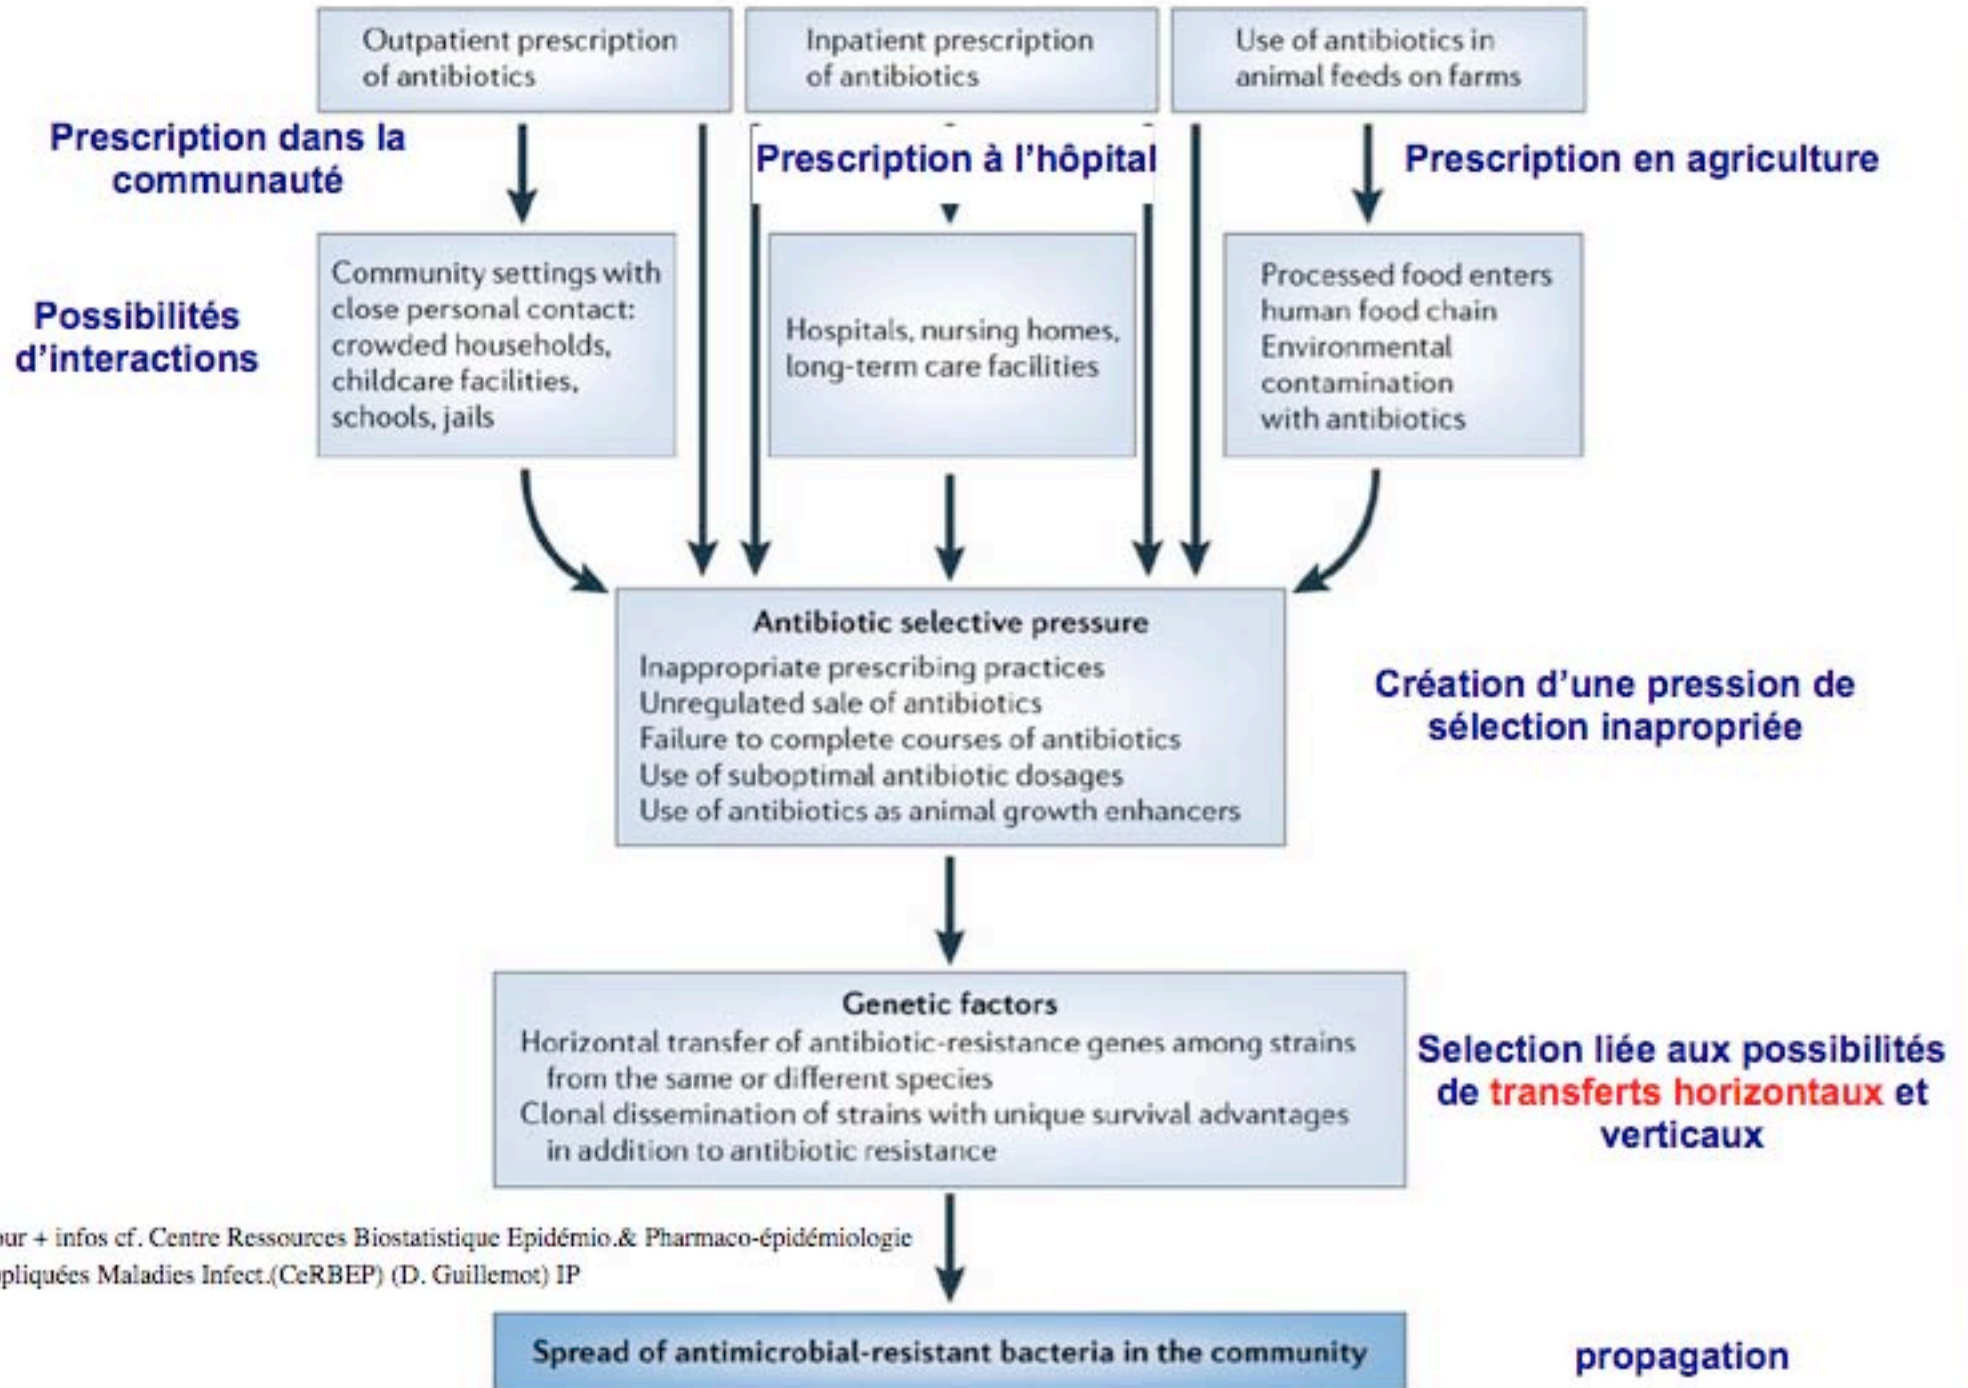 Outpatient prescription
of antibiotics
Inpatient prescription
of antibiotics
Use of antibiotics in
animal feeds on farms
Prescription dans la
communauté
Prescription à l'hôpital
Prescription en agriculture
Possibilités
d'interactions
Community settings with
close personal contact:
crowded households,
childcare facilities,
schools, jails
Hospitals, nursing homes,
long-term care facilities
Processed food enters
human food chain
Environmental
contamination
with antibiotics
Antibiotic selective pressure
Inappropriate prescribing practices
Unregulated sale of antibiotics
Failure to complete courses of antibiotics
Use of suboptimal antibiotic dosages
Use of antibiotics as animal growth enhancers
Création d'une pression de
sélection inapropriée
Genetic factors
Horizontal transfer of antibiotic-resistance genes among strains
from the same or different species
Clonal dissemination of strains with unique survival advantages
in addition to antibiotic resistance
Selection liée aux possibilités
de transferts horizontaux et
verticaux
our + infos cf. Centre Ressources Biostatistique Epidémio.& Pharmaco-épidémiologie
pliquées Maladies Infect.(CeRBEP) (D. Guillemot) IP
Spread of antimicrobial-resistant bacteria in the community
propagation